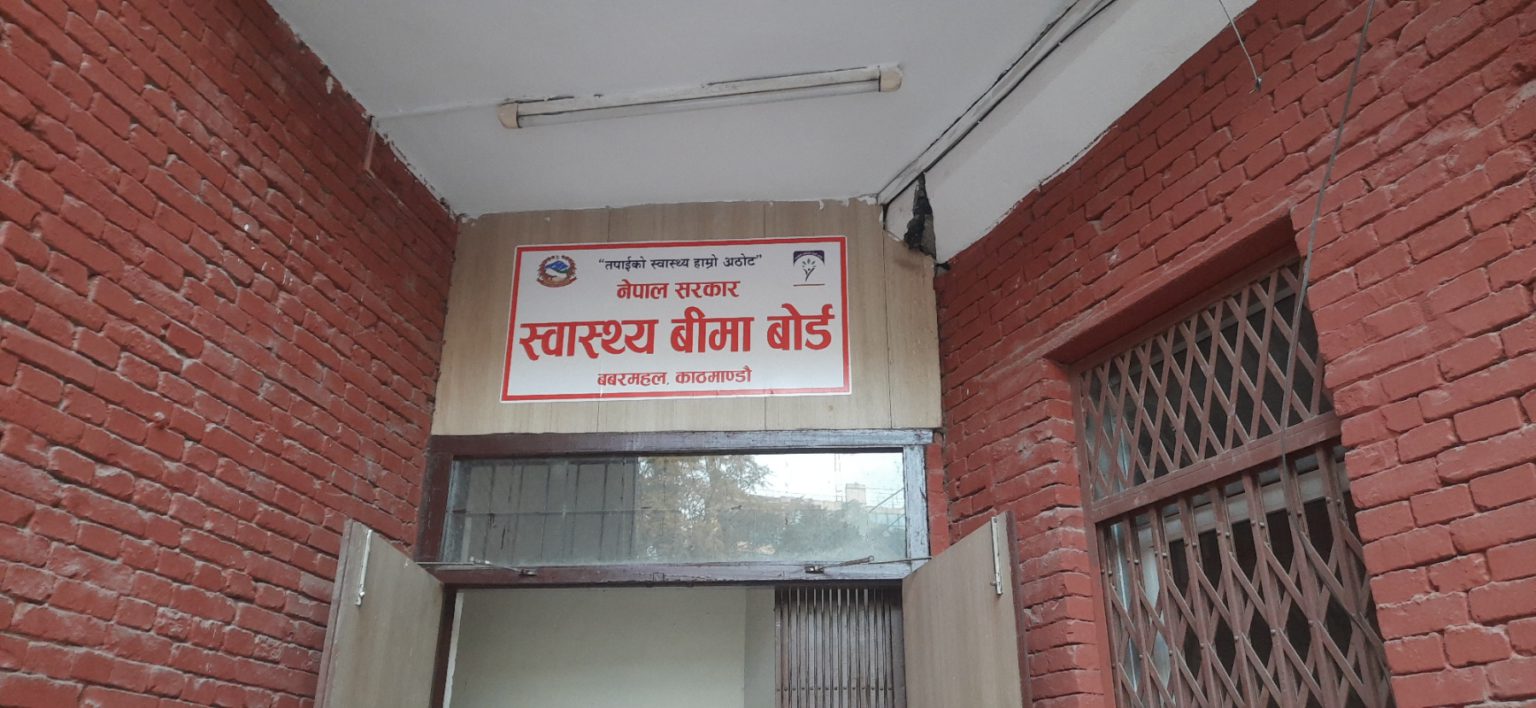 "तपाईको स्वास्थ्य हाम्रो अठोट"
नेपाल सरकार
स्वास्थ्य बीमा बोर्ड
बबरमहल, काठमाण्डौ